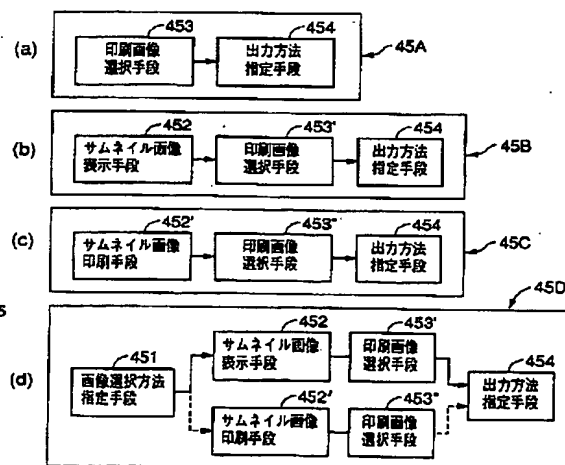 (a)
453
454
45A
印刷画像
選択手段
出力方法
指定手段
(b)
452
453'
454
45B
サムネイル画像
表示手段
印刷画像
選択手段
出力方法
指定手段
(c)
452'
453"
454
45C
サムネイル画像
印刷手段
印刷画像
選択手段
出力方法
指定手段
5
45D
(d)
451
画像選択方法
指定手段
452
サムネイル画像
表示手段
453'
印刷画像
選択手段
452'
サムネイル画像
印刷手段
453"
印刷画像
選択手段
454
出力方法
指定手段